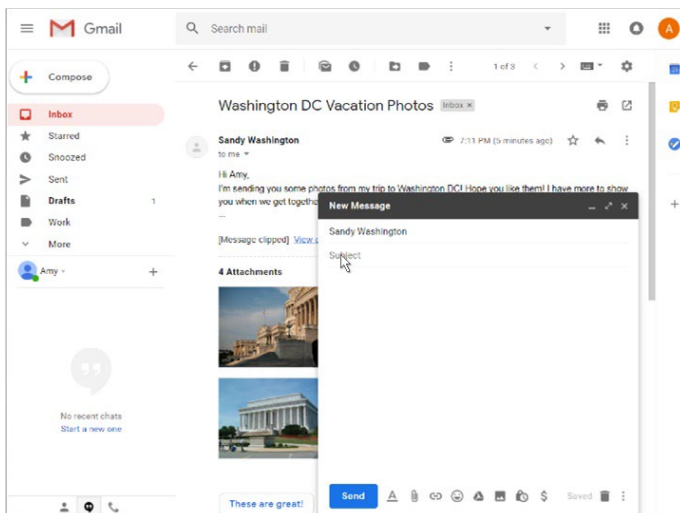 Gmail
Search mail
A
Compose
1 of 3
Inbox
Starred
Snoozed
Sent
Drafts 1
Work
More
Amy
No recent chats
Start a new one
Washington DC Vacation Photos Inbox ×
Sandy Washington 7:11 PM (5 minutes ago)
to me
Hi Amy,
I'm sending you some photos from my trip to Washington DC! Hope you like them! I have more to show
you when we get togethe
...
[Message clipped] View
4 Attachments
These are great!
New Message
Sandy Washington
Subject
Send
A
$
Saved